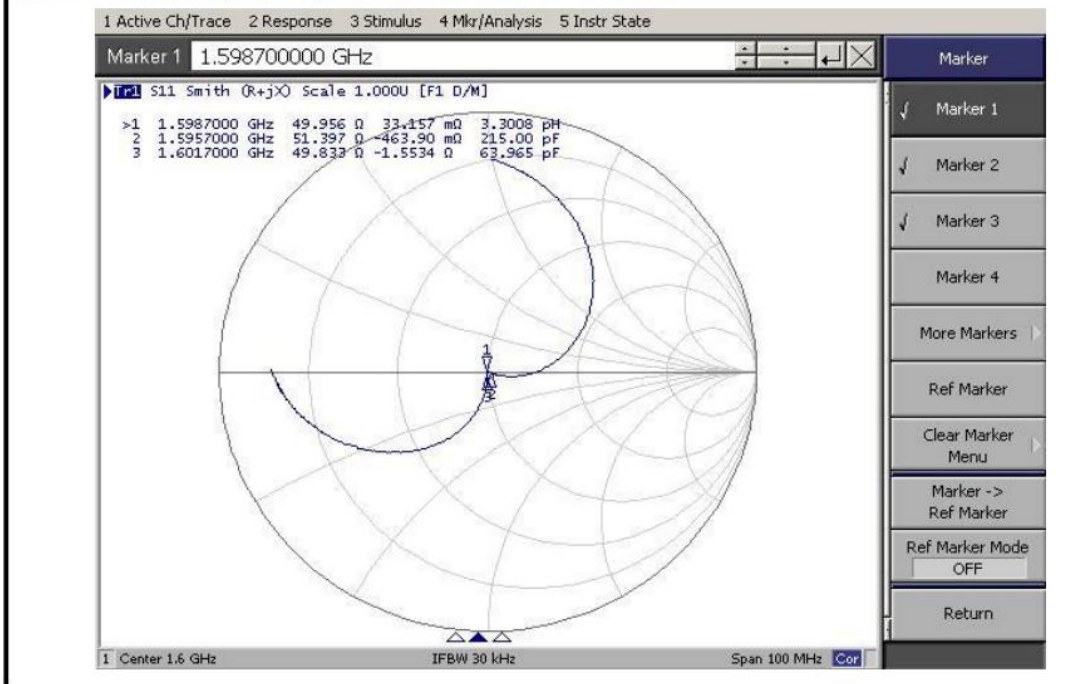 1 Active Ch/Trace 2 Response 3 Stimulus 4 Mkr/Analysis 5 Instr State
Marker 1 1.598700000 GHz
Tr1 S11 Smith (R+jX) Scale 1.000U [F1 D/M]
>1 1.5987000 GHz 49.956 Ω 33.157 mΩ 3.3008 pH
2 1.5957000 GHz 51.397 Ω -463.90 mΩ 215.00 pF
3 1.6017000 GHz 49.833 Ω -1.5534 Ω 63.965 pF
1
2
1 Center 1.6 GHz IFBW 30 kHz Span 100 MHz Cor
Marker
Marker 1
Marker 2
Marker 3
Marker 4
More Markers
Ref Marker
Clear Marker
Menu
Marker ->
Ref Marker
Ref Marker Mode
OFF
Return